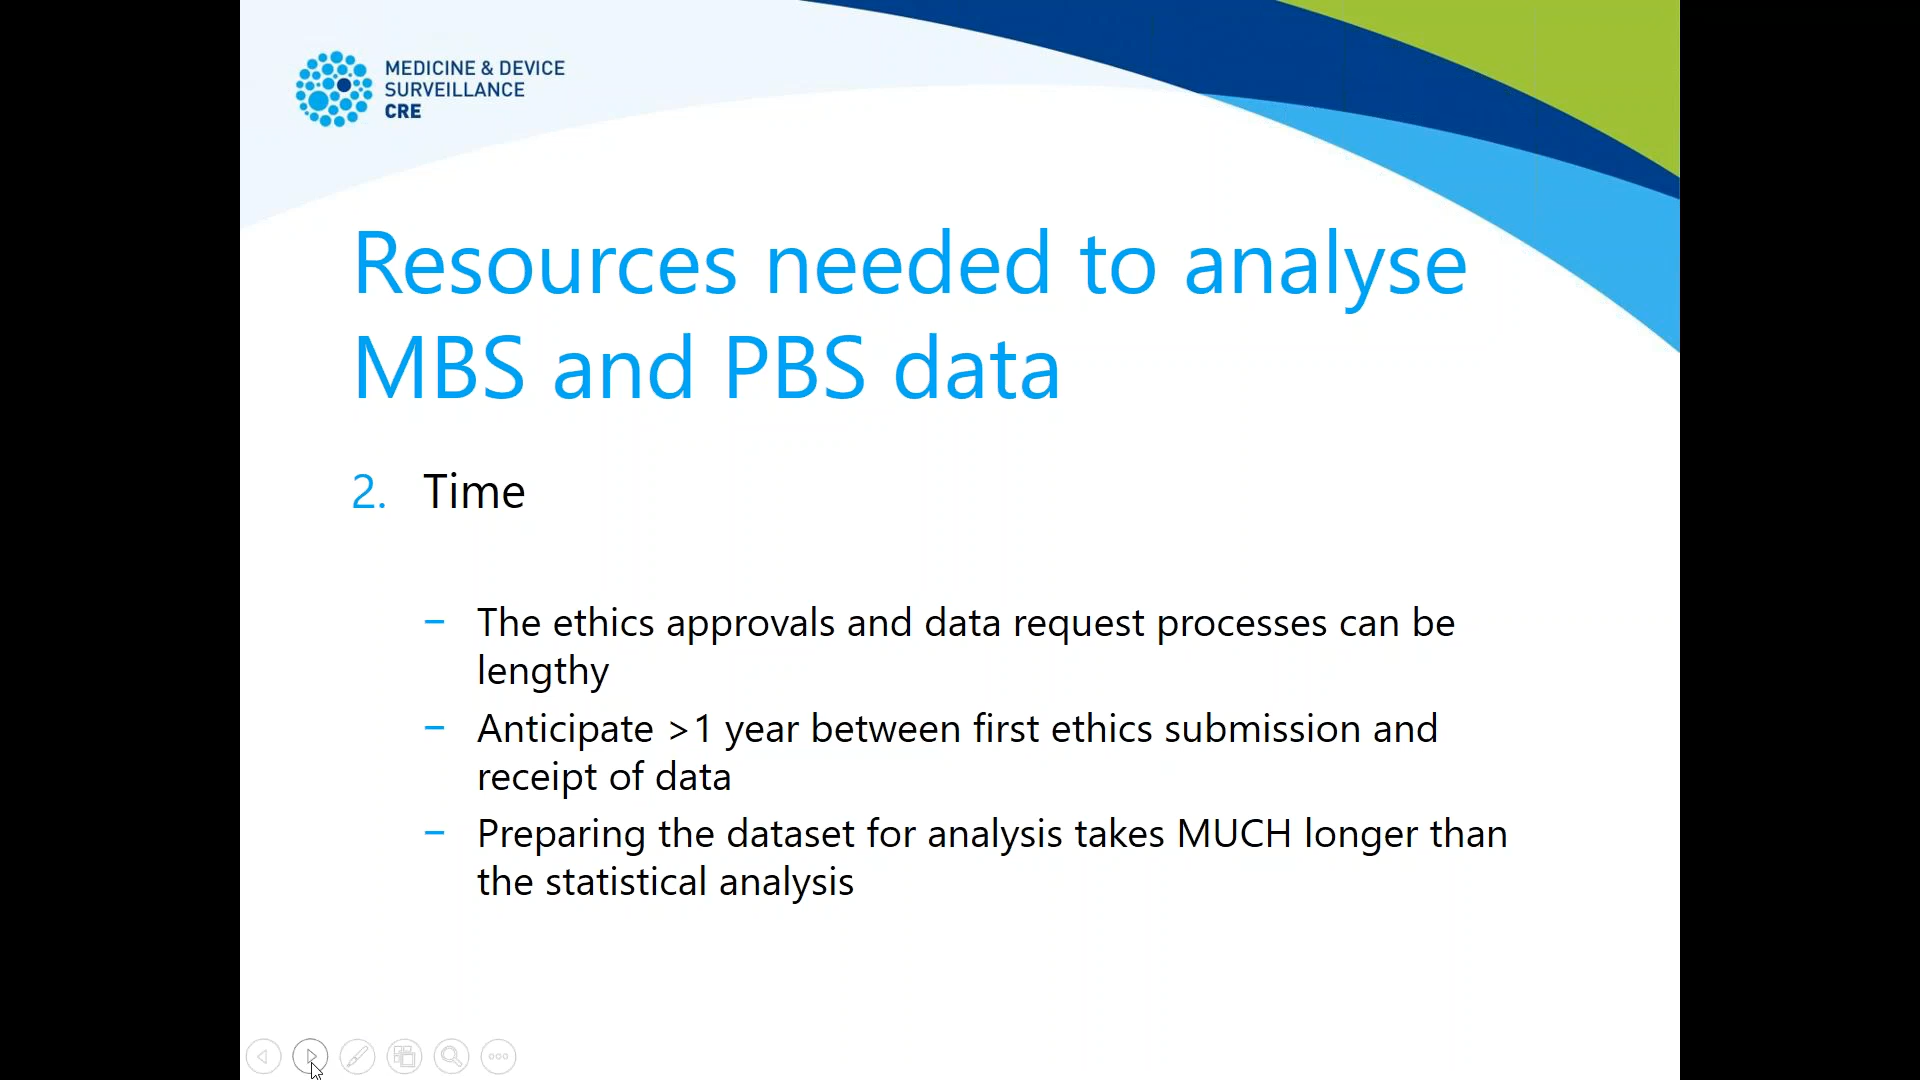 MEDICINE & DEVICE
SURVEILLANCE
CRE
Resources needed to analyse
MBS and PBS data
2. Time
– The ethics approvals and data request processes can be
lengthy
– Anticipate >1 year between first ethics submission and
receipt of data
– Preparing the dataset for analysis takes MUCH longer than
the statistical analysis